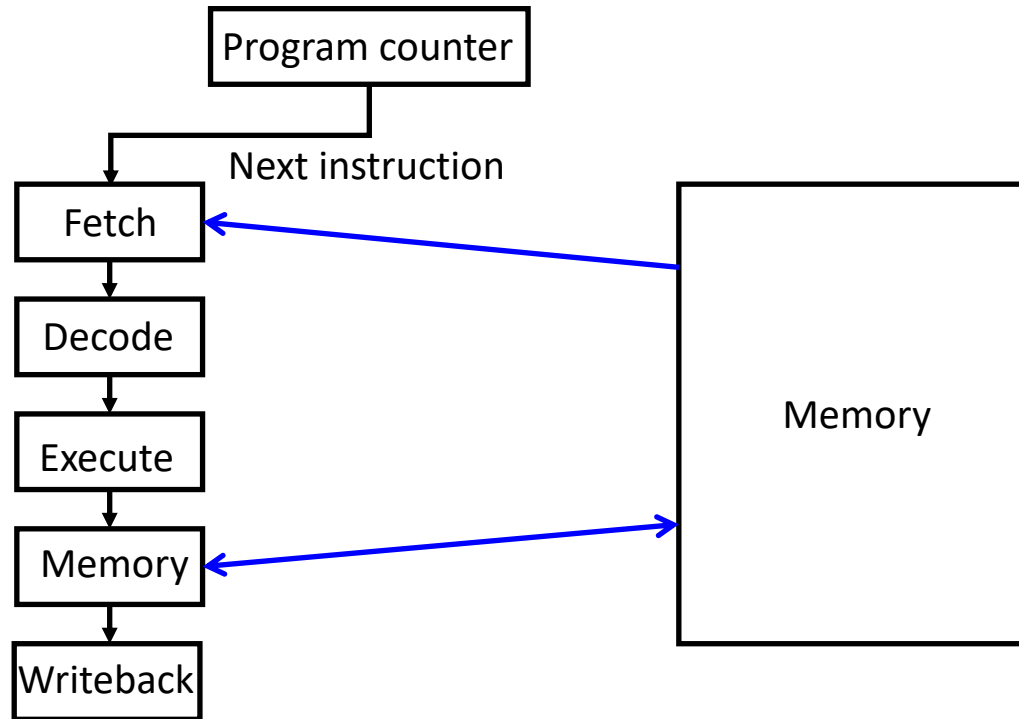 Program counter
Next instruction
Fetch
Decode
Execute
Memory
Writeback
Memory